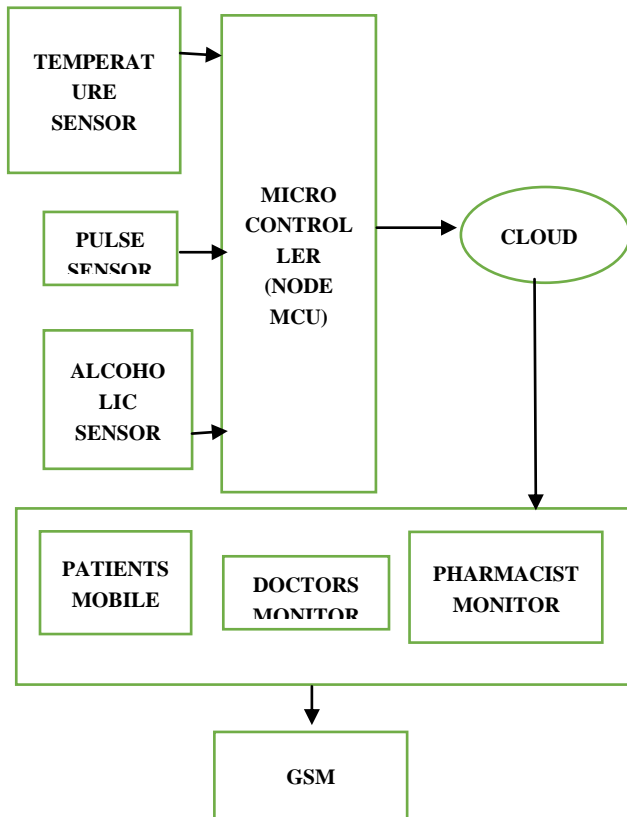 TEMPERAT
URE
SENSOR
PULSE
SENSOR
ALCOHO
LIC
SENSOR
MICRO
CONTROL
LER
(NODE
MCU)
CLOUD
PATIENTS
MOBILE
DOCTORS
MONITOR
PHARMACIST
MONITOR
GSM